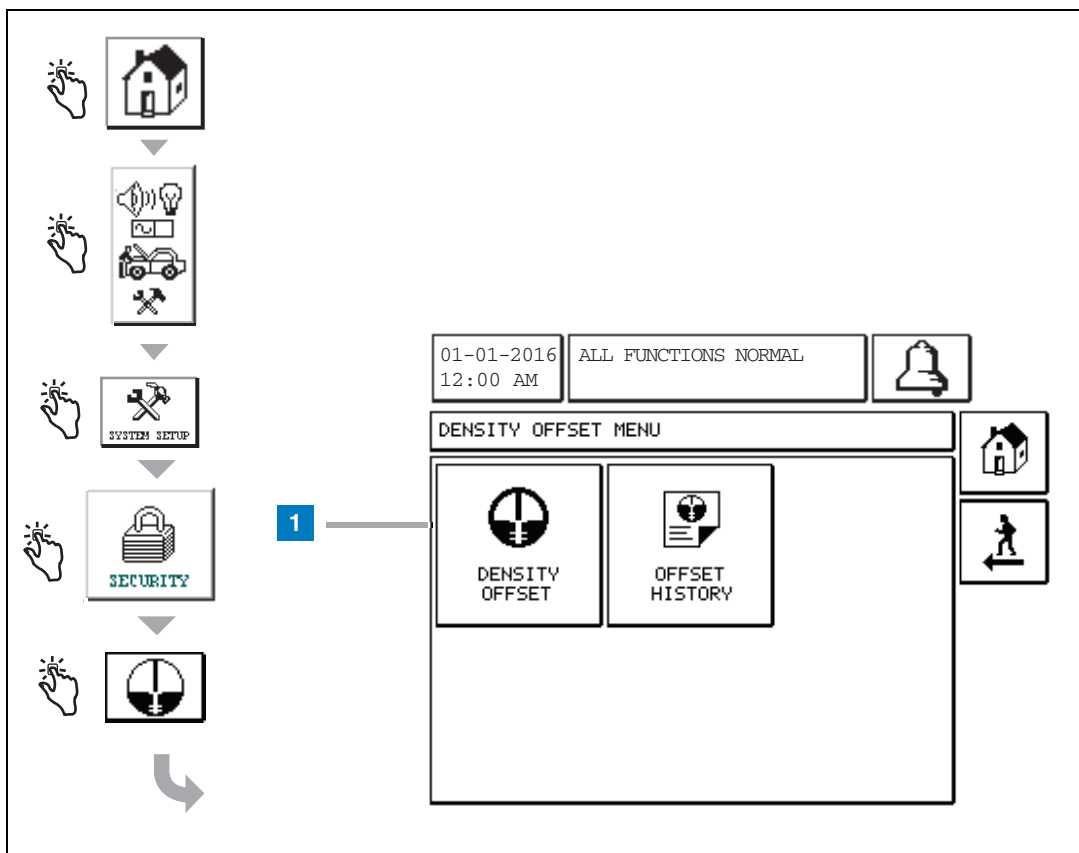 SYSTEM SETUP
SECURITY
1
01-01-2016
12:00 AM
ALL FUNCTIONS NORMAL
DENSITY OFFSET MENU
DENSITY
OFFSET
OFFSET
HISTORY